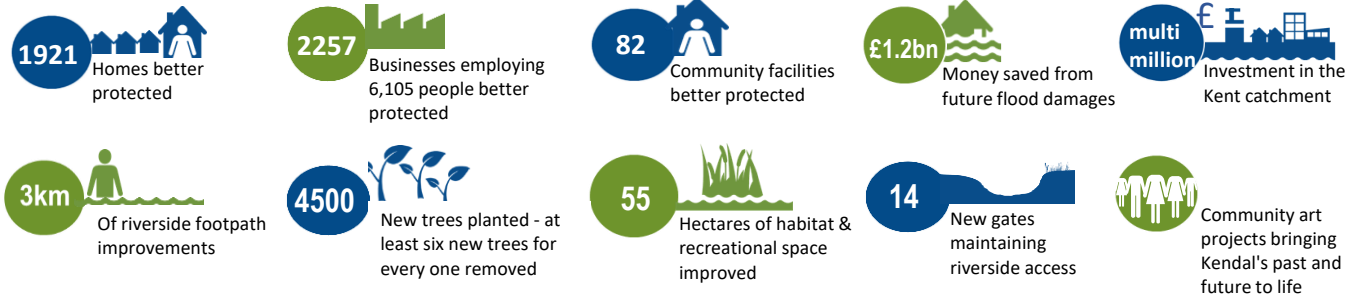 1921
Homes better
protected
2257
Businesses employing
6,105 people better
protected
82
Community facilities
better protected
£1.2bn
Money saved from
future flood damages
multi
million
£
Investment in the
Kent catchment
3km
Of riverside footpath
improvements
4500
New trees planted - at
least six new trees for
every one removed
55
Hectares of habitat &
recreational space
improved
14
New gates
maintaining
riverside access
Community art
projects bringing
Kendal's past and
future to life